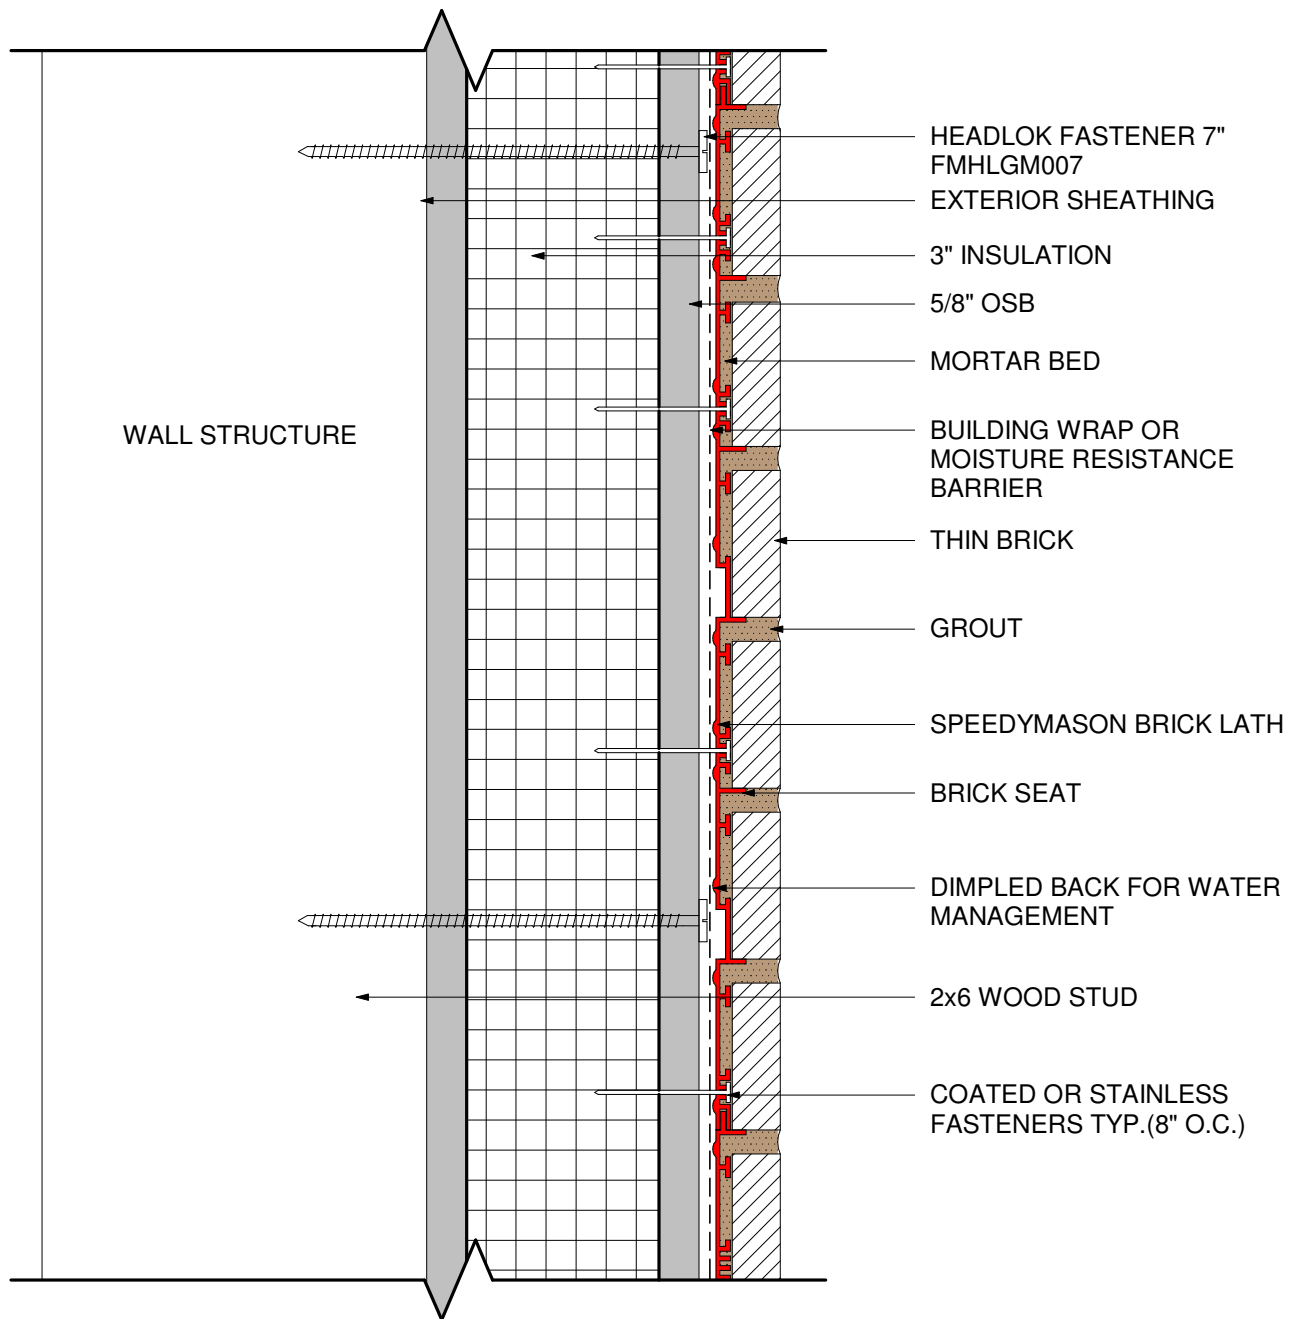 HEADLOK FASTENER 7"
FMHLGM007
EXTERIOR SHEATHING
3" INSULATION
5/8" OSB
MORTAR BED
WALL STRUCTURE
BUILDING WRAP OR
MOISTURE RESISTANCE
BARRIER
THIN BRICK
GROUT
SPEEDYMASON BRICK LATH
BRICK SEAT
DIMPLED BACK FOR WATER
MANAGEMENT
2x6 WOOD STUD
COATED OR STAINLESS
FASTENERS TYP.(8" O.C.)